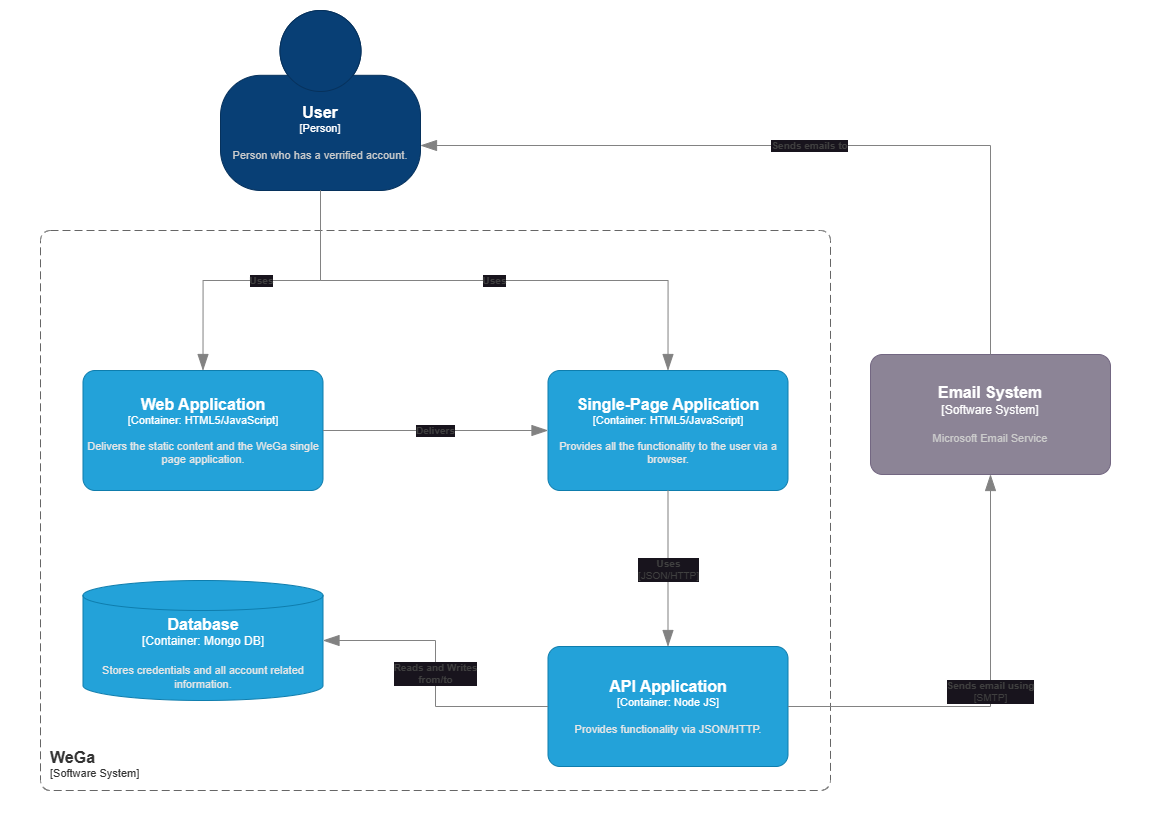 User
[Person]
Person who has a verrified account.
Sends emails to
Uses
Uses
Web Application
[Container: HTML5/JavaScript]
Delivers the static content and the WeGa single
page application.
Delivers
Single-Page Application
[Container: HTML5/JavaScript]
Provides all the functionality to the user via a
browser.
Email System
[Software System]
Microsoft Email Service
Uses
[JSON/HTTP]
Database
[Container: Mongo DB]
Stores credentials and all account related
information.
Reads and Writes
from/to
API Application
[Container: Node JS]
Provides functionality via JSON/HTTP.
Sends email using
[SMTP]
WeGa
[Software System]